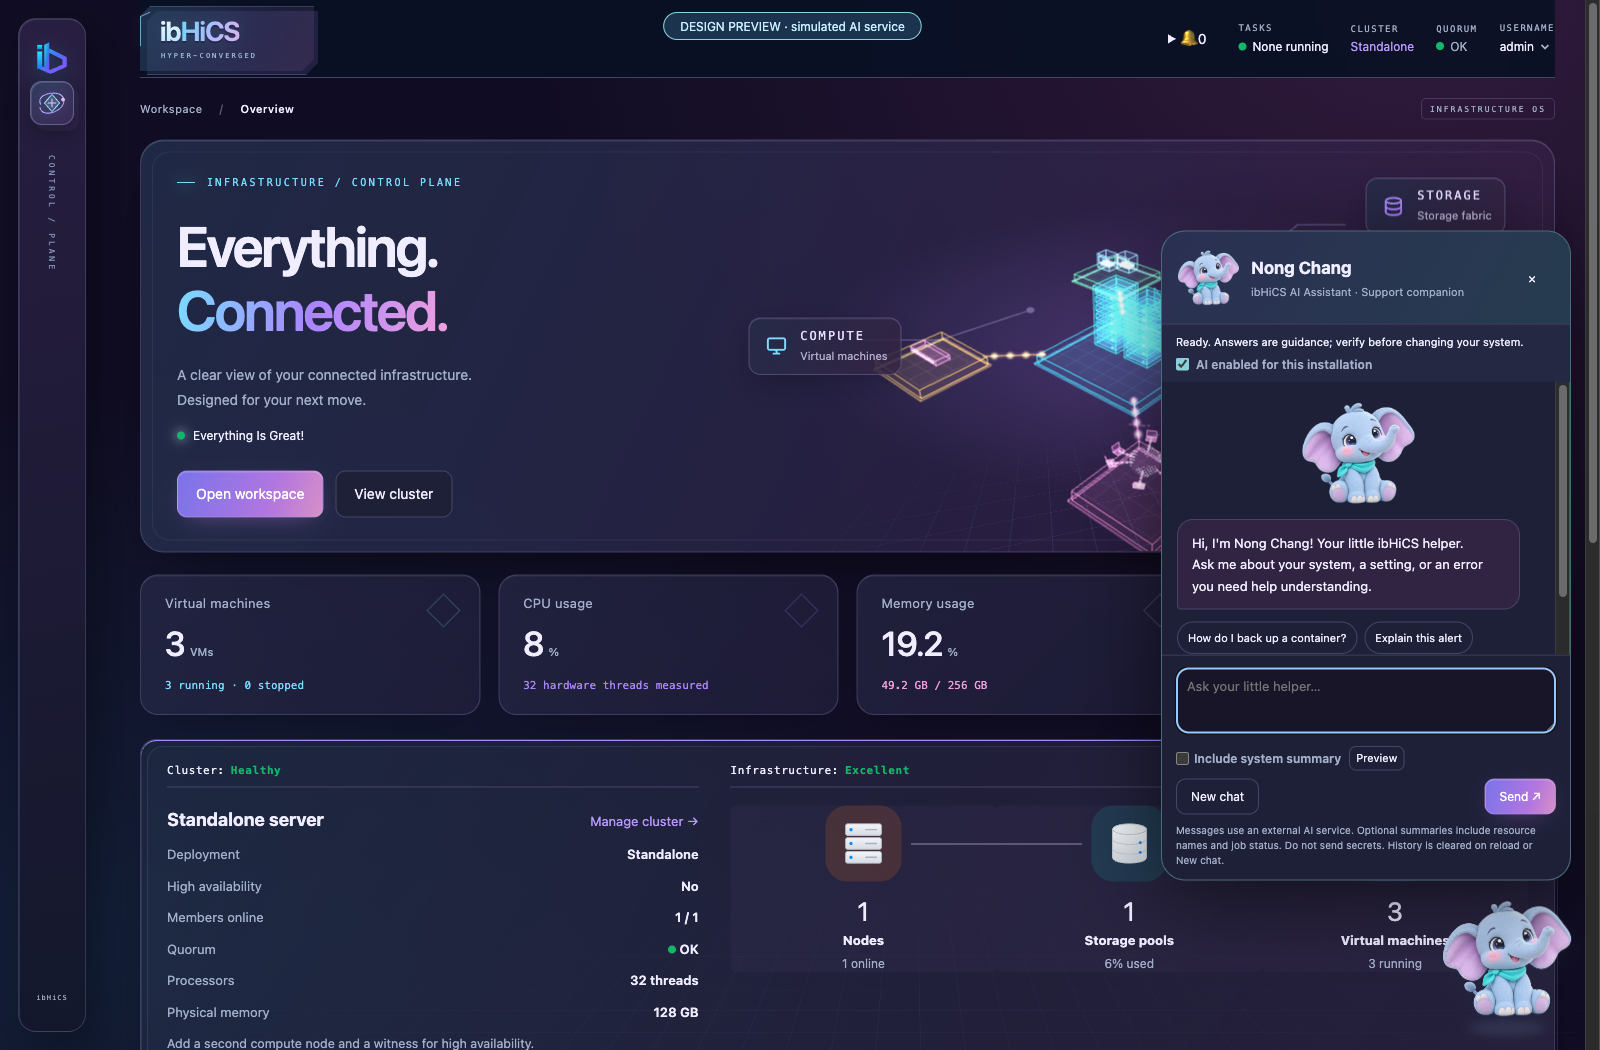 ibHiCS
HYPER-CONVERGED
DESIGN PREVIEW · simulated AI service
0
TASKS
None running
CLUSTER
Standalone
QUORUM
OK
USERNAME
admin
CONTROL / PLANE
ibHiCS
Workspace / Overview
INFRASTRUCTURE OS
INFRASTRUCTURE / CONTROL PLANE
Everything.
Connected.
A clear view of your connected infrastructure.
Designed for your next move.
Everything Is Great!
Open workspace
View cluster
COMPUTE
Virtual machines
STORAGE
Storage fabric
Virtual machines
3 VMs
3 running · 0 stopped
CPU usage
8 %
32 hardware threads measured
Memory usage
19.2 %
49.2 GB / 256 GB
Cluster: Healthy
Standalone server
Manage cluster →
Deployment Standalone
High availability No
Members online 1 / 1
Quorum OK
Processors 32 threads
Physical memory 128 GB
Add a second compute node and a witness for high availability.
Infrastructure: Excellent
1
Nodes
1 online
1
Storage pools
6% used
3
Virtual machines
3 running
Nong Chang
ibHiCS AI Assistant · Support companion
×
Ready. Answers are guidance; verify before changing your system.
AI enabled for this installation
Hi, I'm Nong Chang! Your little ibHiCS helper.
Ask me about your system, a setting, or an error
you need help understanding.
How do I back up a container?
Explain this alert
Ask your little helper...
Include system summary
Preview
New chat
Send ↗
Messages use an external AI service. Optional summaries include resource
names and job status. Do not send secrets. History is cleared on reload or
New chat.